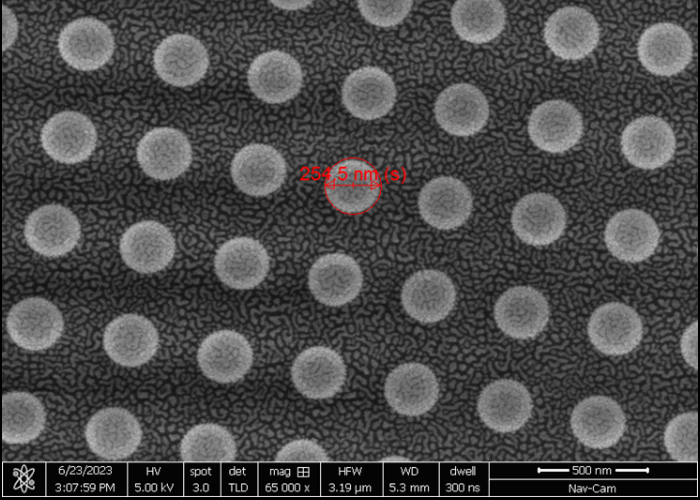 254.5 nm (s)
6/23/2023 HV spot det mag HFW WD dwell 500 nm
3:07:59 PM 5.00 kV 3.0 TLD 65 000 x 3.19 µm 5.3 mm 300 ns Nav-Cam